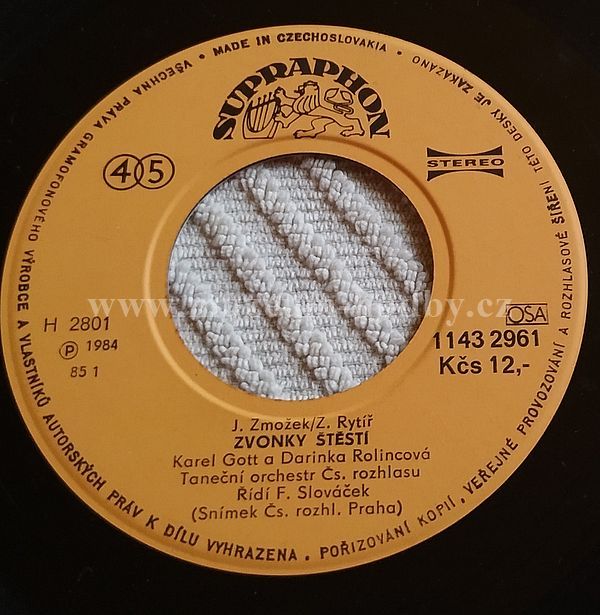 VŠECHNA PRÁVA GRAMOFONOVÉHO VÝROBCE A VLASTNÍKŮ AUTORSKÝCH PRÁV K DÍLU VYHRAZENA. POŘIZOVÁNÍ KOPIÍ, VEŘEJNÉ PROVOZOVÁNÍ A ROZHLASOVÉ ŠÍŘENÍ TÉTO DESKY JE ZAKÁZÁNO • MADE IN CZECHOSLOVAKIA •
SUPRAPHON
45
STEREO
H 2801
Ⓟ 1984
85 1
OSA
1143 2961
Kčs 12,-
J. Zmožek/Z. Rytíř
ZVONKY ŠTĚSTÍ
Karel Gott a Darinka Rolincová
Taneční orchestr Čs. rozhlasu
Řídí F. Slováček
(Snímek Čs. rozhl. Praha)